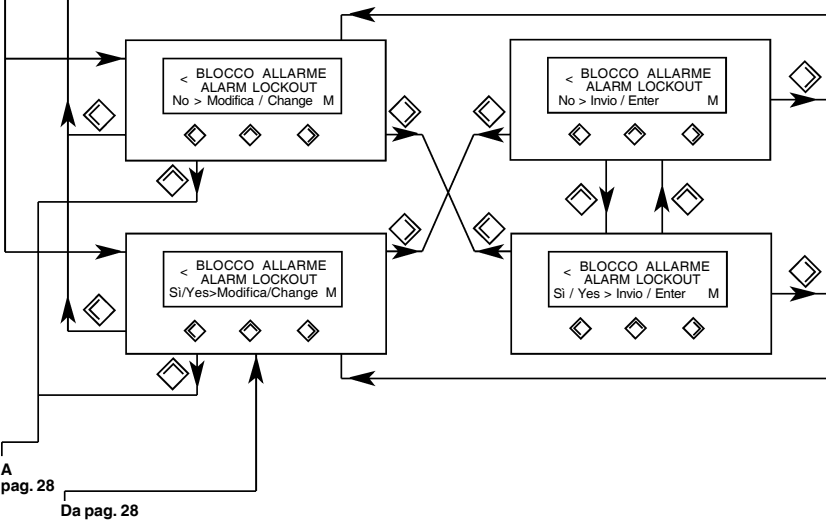 < BLOCCO ALLARME
ALARM LOCKOUT
No > Modifica / Change M
< BLOCCO ALLARME
ALARM LOCKOUT
No > Invio / Enter M
< BLOCCO ALLARME
ALARM LOCKOUT
Sì/Yes>Modifica/Change M
< BLOCCO ALLARME
ALARM LOCKOUT
Sì / Yes > Invio / Enter M
A
pag. 28
Da pag. 28